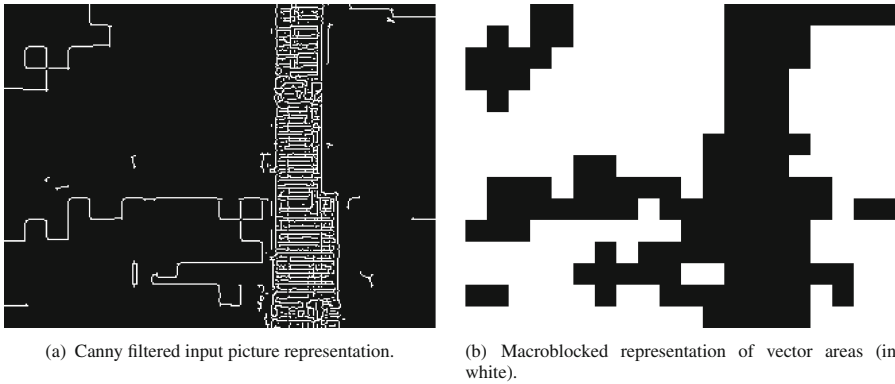 (a) Canny filtered input picture representation.
(b) Macroblocked representation of vector areas (in
white).